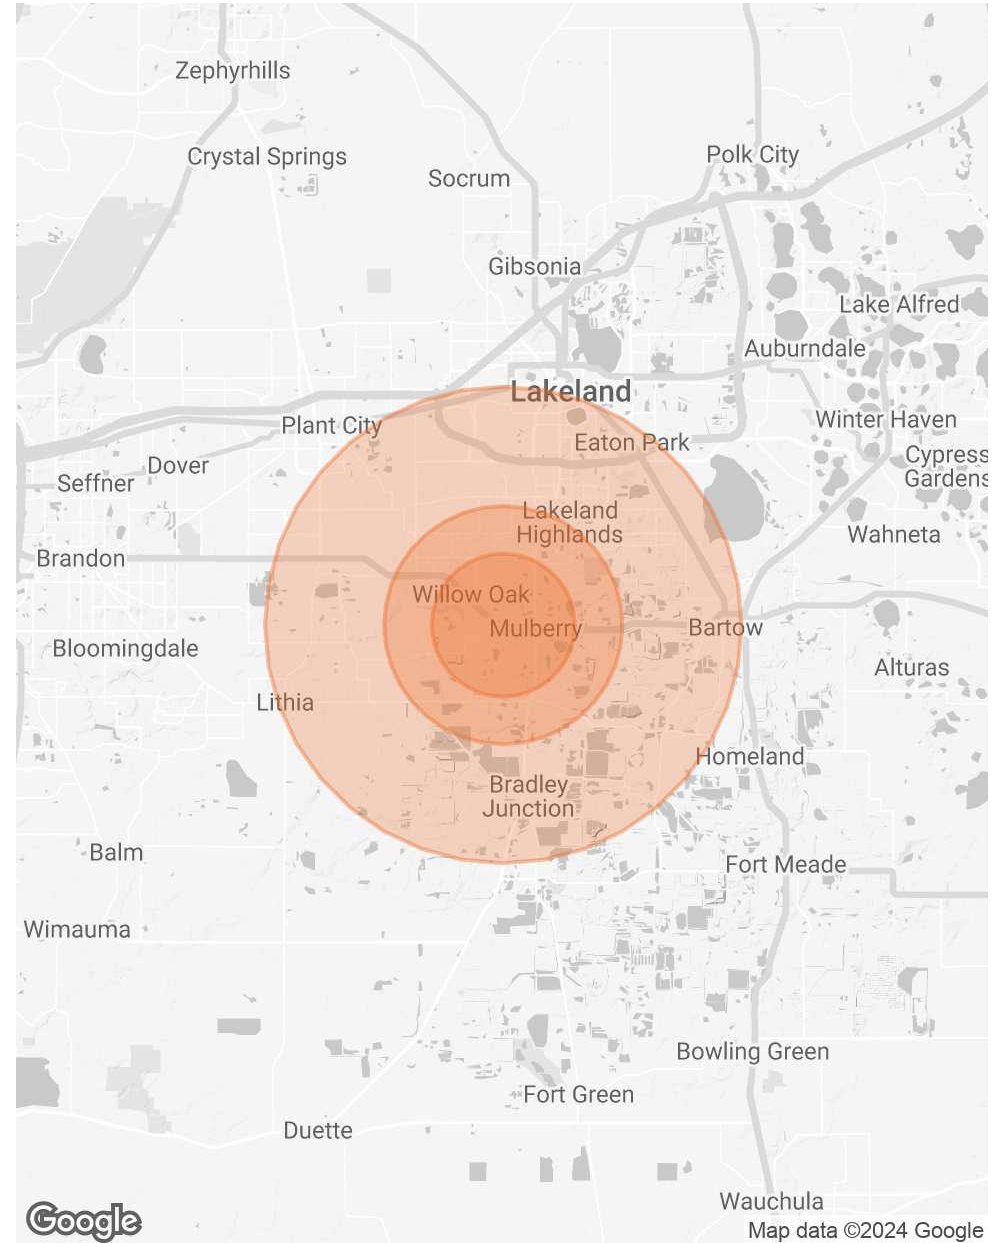 Zephyrhills
Crystal Springs
Polk City
Socrum
Gibsonia
Lake Alfred
Auburndale
Lakeland
Winter Haven
Plant City
Eaton Park
Cypress
Gardens
Dover
Seffner
Lakeland
Highlands
Wahneta
Brandon
Willow Oak
Mulberry
Bartow
Bloomingdale
Alturas
Lithia
Homeland
Bradley
Junction
Balm
Fort Meade
Wimauma
Bowling Green
Fort Green
Duette
Wauchula
Google
Map data ©2024 Google